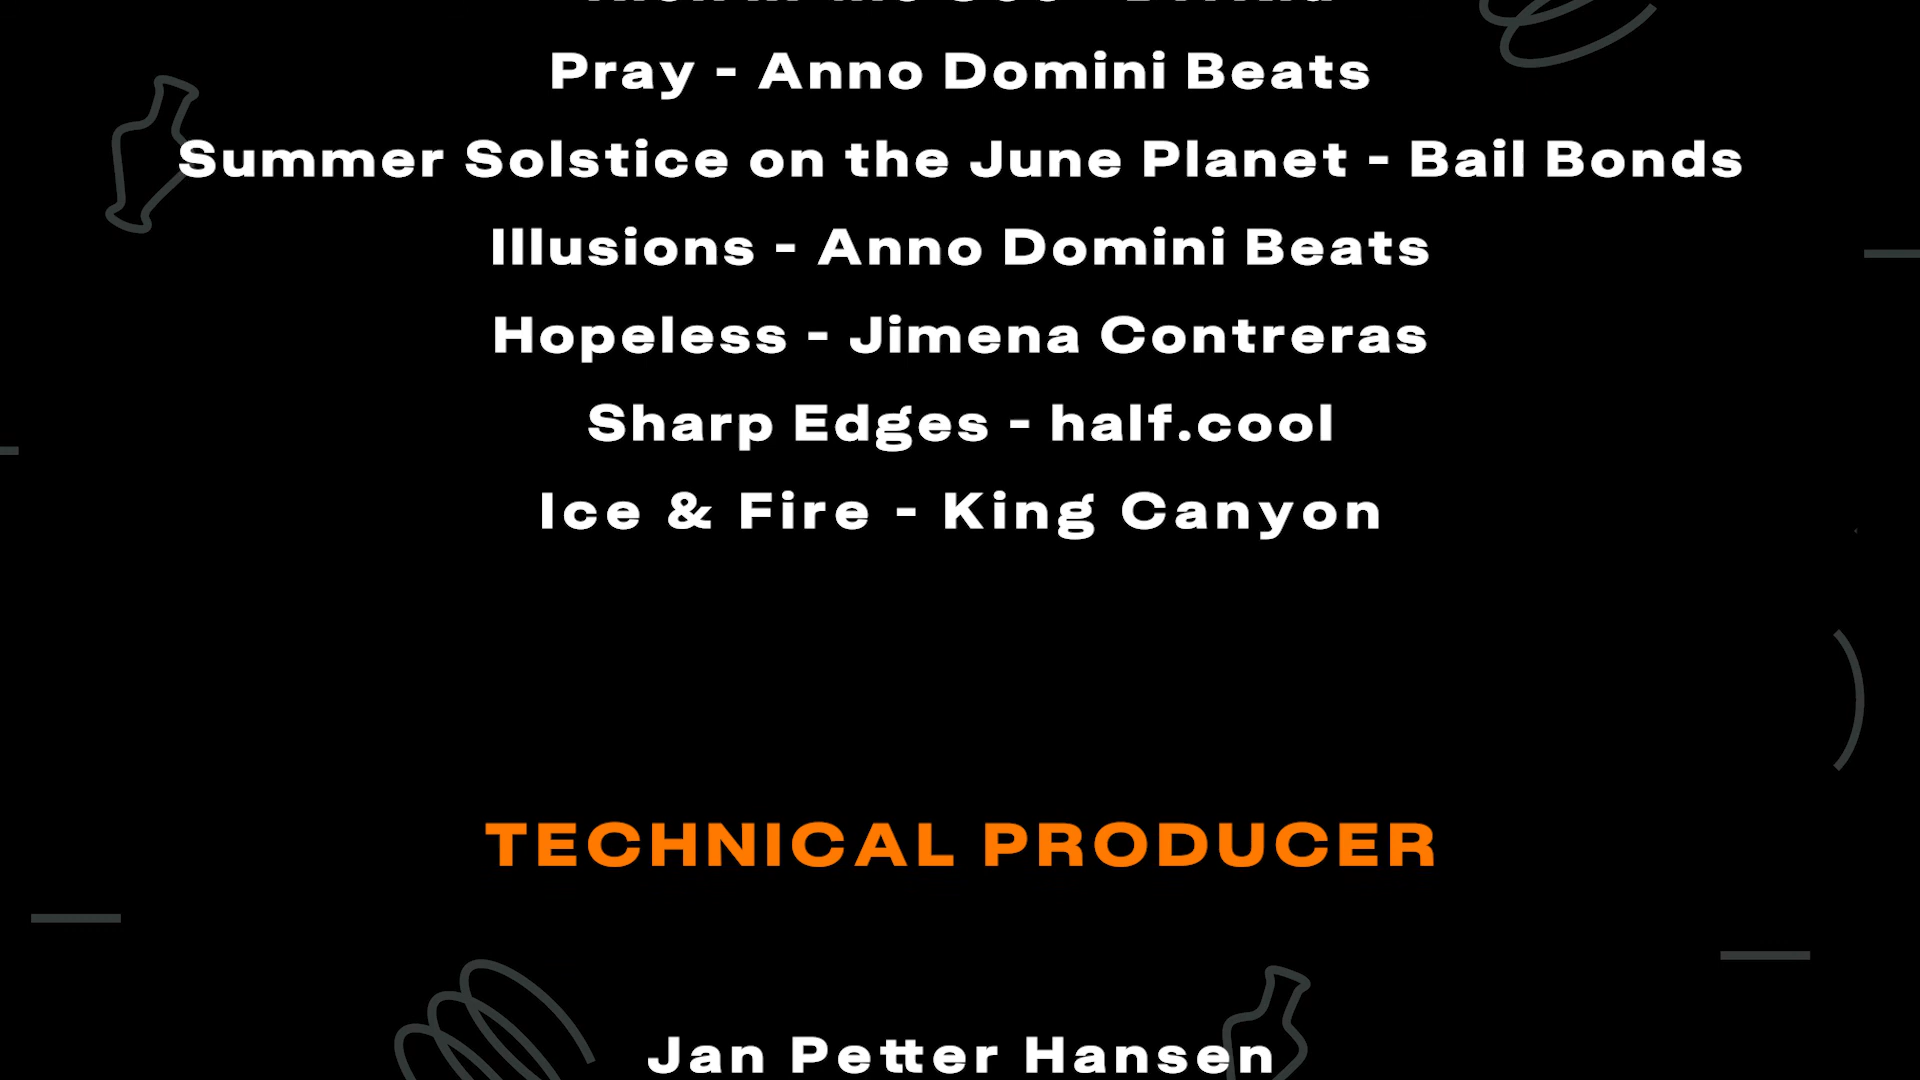 Pray - Anno Domini Beats
Summer Solstice on the June Planet - Bail Bonds
Illusions - Anno Domini Beats
Hopeless - Jimena Contreras
Sharp Edges - half.cool
Ice & Fire - King Canyon
TECHNICAL PRODUCER
Jan Petter Hansen